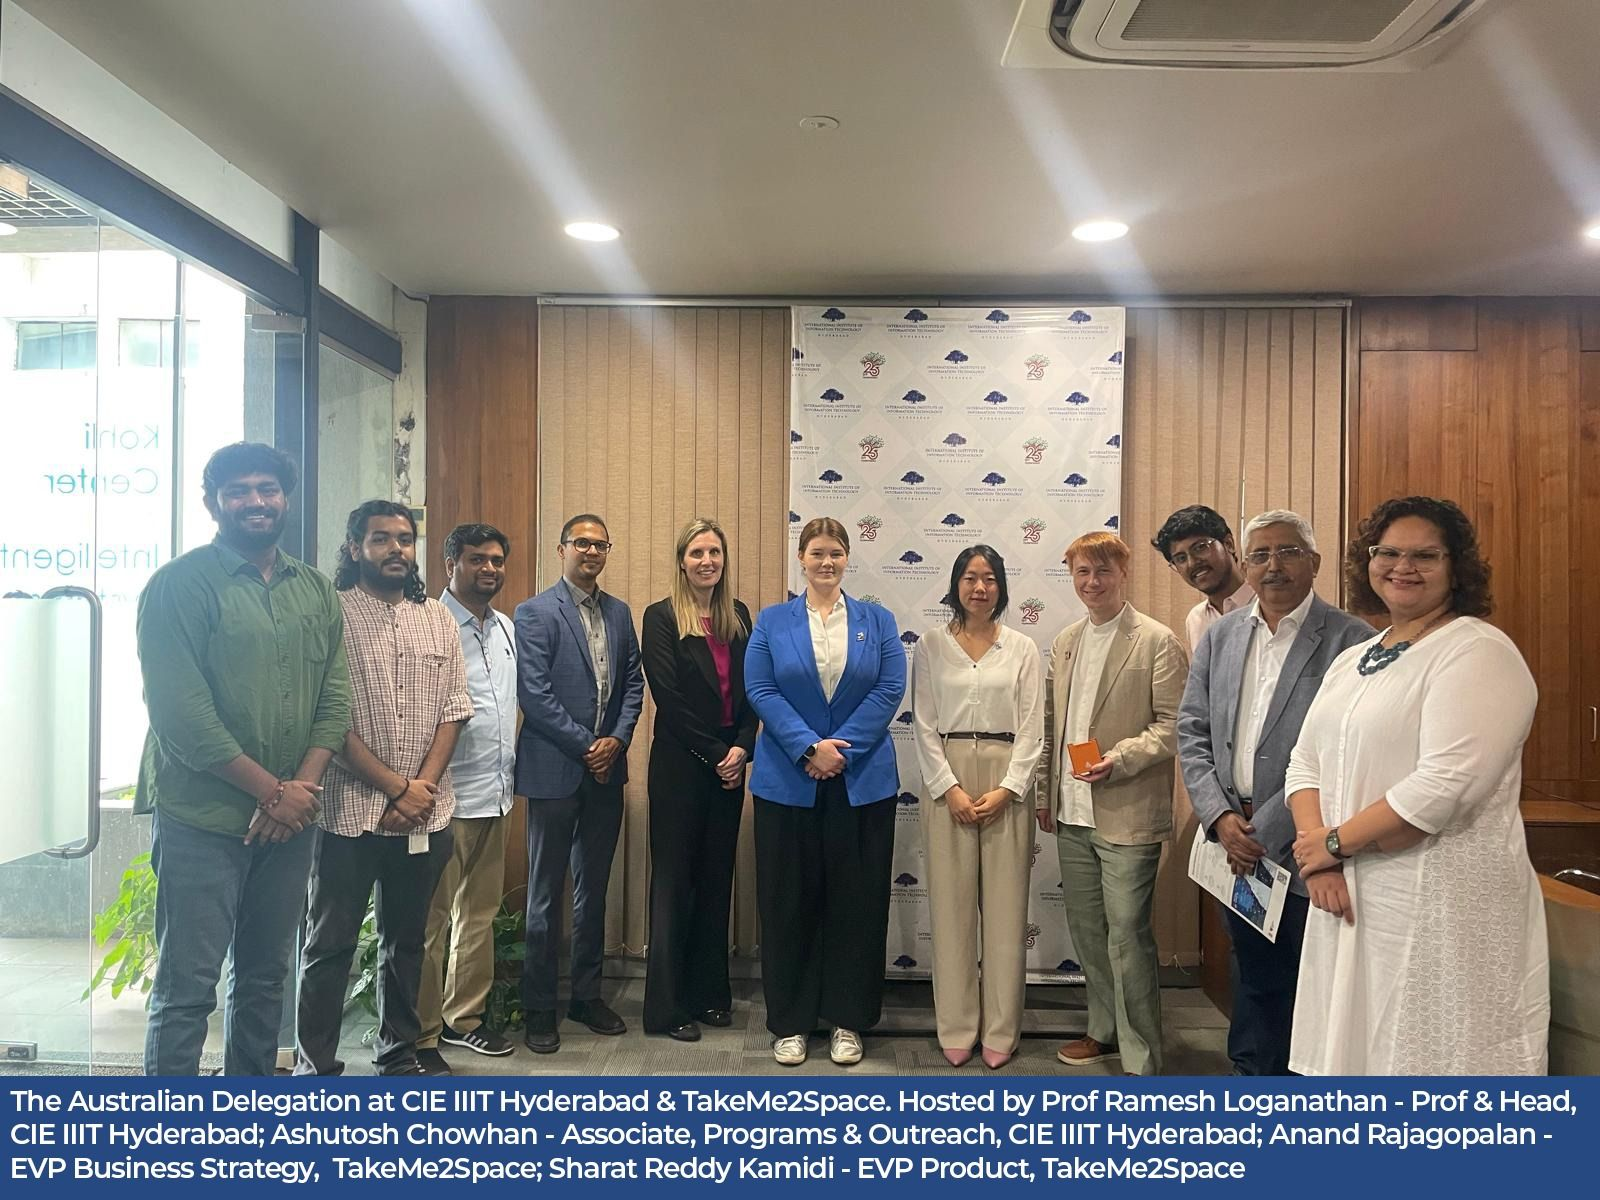 Kohli
Center
Intelligent
INTERNATIONAL INSTITUTE OF
INFORMATION TECHNOLOGY
HYDERABAD
25
The Australian Delegation at CIE IIIT Hyderabad & TakeMe2Space. Hosted by Prof Ramesh Loganathan - Prof & Head,
CIE IIIT Hyderabad; Ashutosh Chowhan - Associate, Programs & Outreach, CIE IIIT Hyderabad; Anand Rajagopalan -
EVP Business Strategy, TakeMe2Space; Sharat Reddy Kamidi - EVP Product, TakeMe2Space